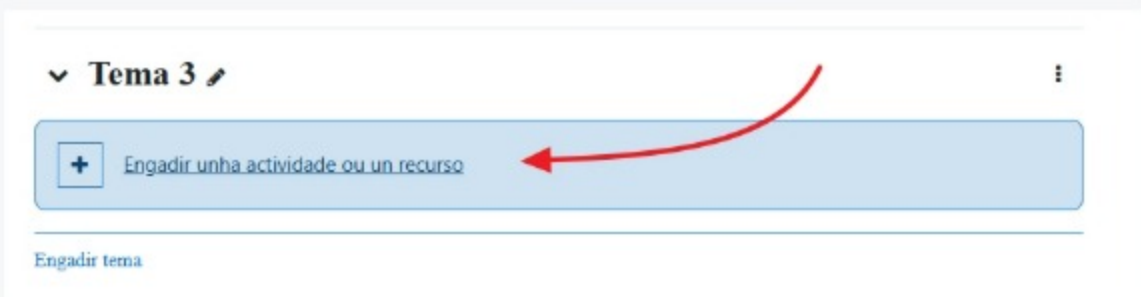 Tema 3
Engadir unha actividade ou un recurso
Engadir tema